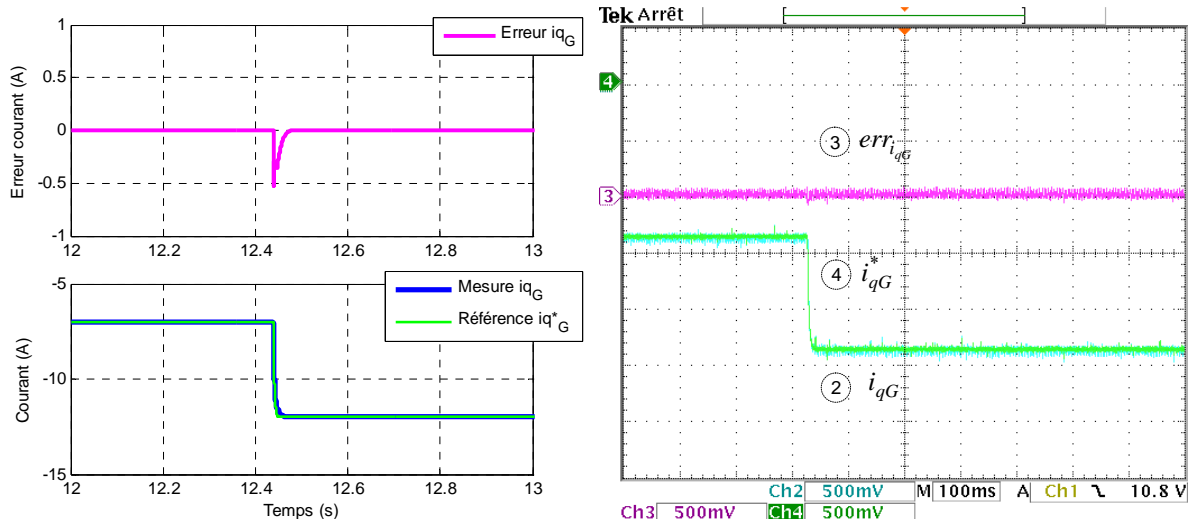 Erreur iqG
1
0.5
0
-0.5
-1
Erreur courant (A)
12 12.2 12.4 12.6 12.8 13
Mesure iqG
Référence iq*G
-5
-10
-15
Courant (A)
12 12.2 12.4 12.6 12.8 13
Temps (s)
Tek Arrêt
4
3 err iqG
3
4 i*qG
2 iqG
Ch2 500mV M 100ms A Ch1 10.8 V
Ch3 500mV Ch4 500mV